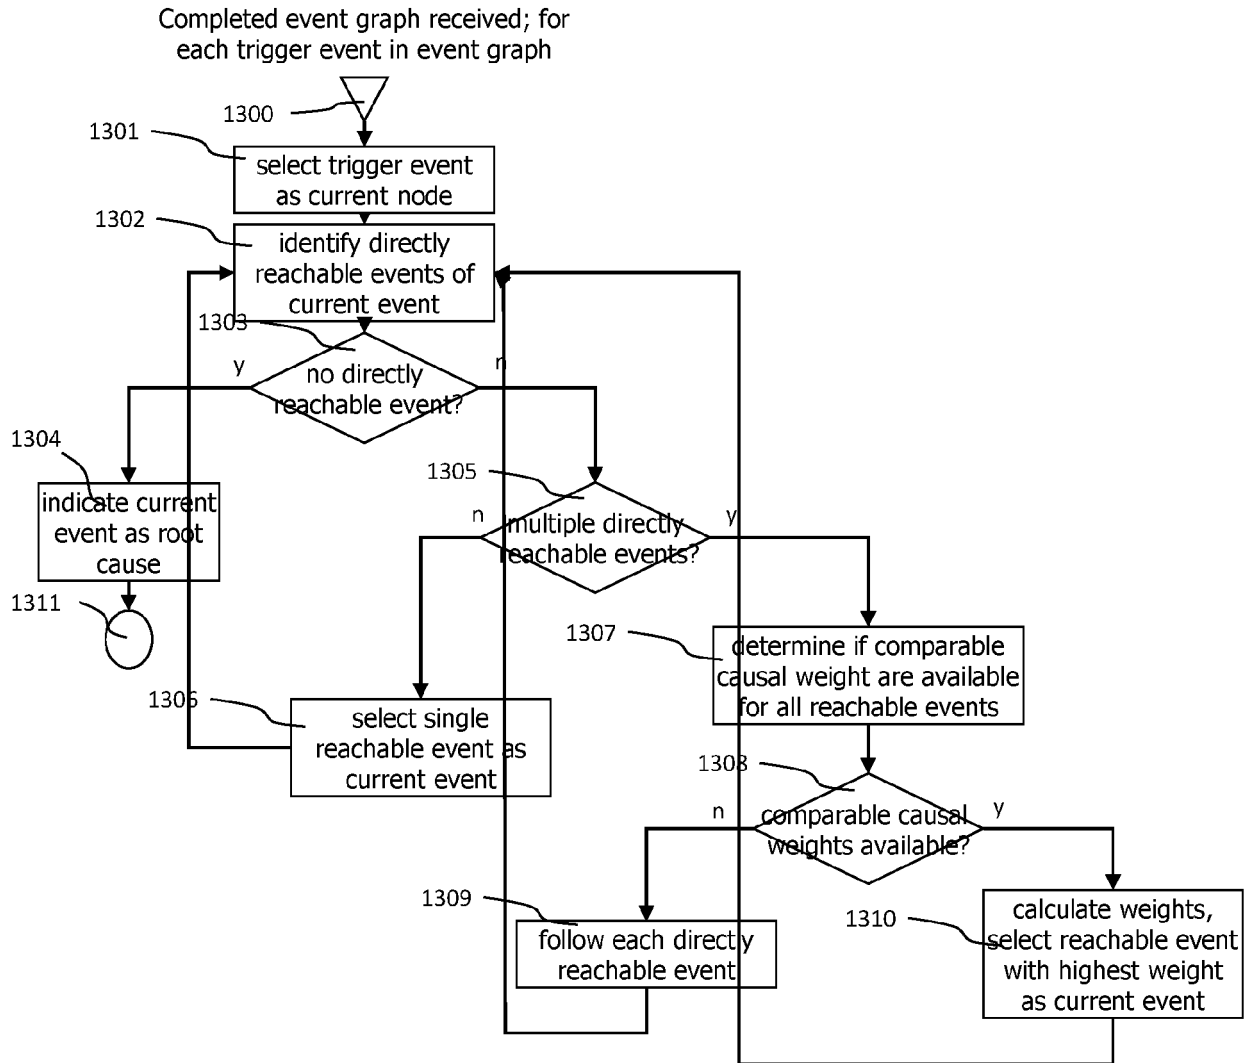 Completed event graph received; for
each trigger event in event graph
1300
1301
select trigger event
as current node
1302
identify directly
reachable events of
current event
1303
y
n
no directly
reachable event?
1304
indicate current
event as root
cause
1305
n
y
multiple directly
reachable events?
1311
1306
select single
reachable event as
current event
1307
determine if comparable
causal weight are available
for all reachable events
1308
n
y
comparable causal
weights available?
1309
follow each directly
reachable event
1310
calculate weights,
select reachable event
with highest weight
as current event